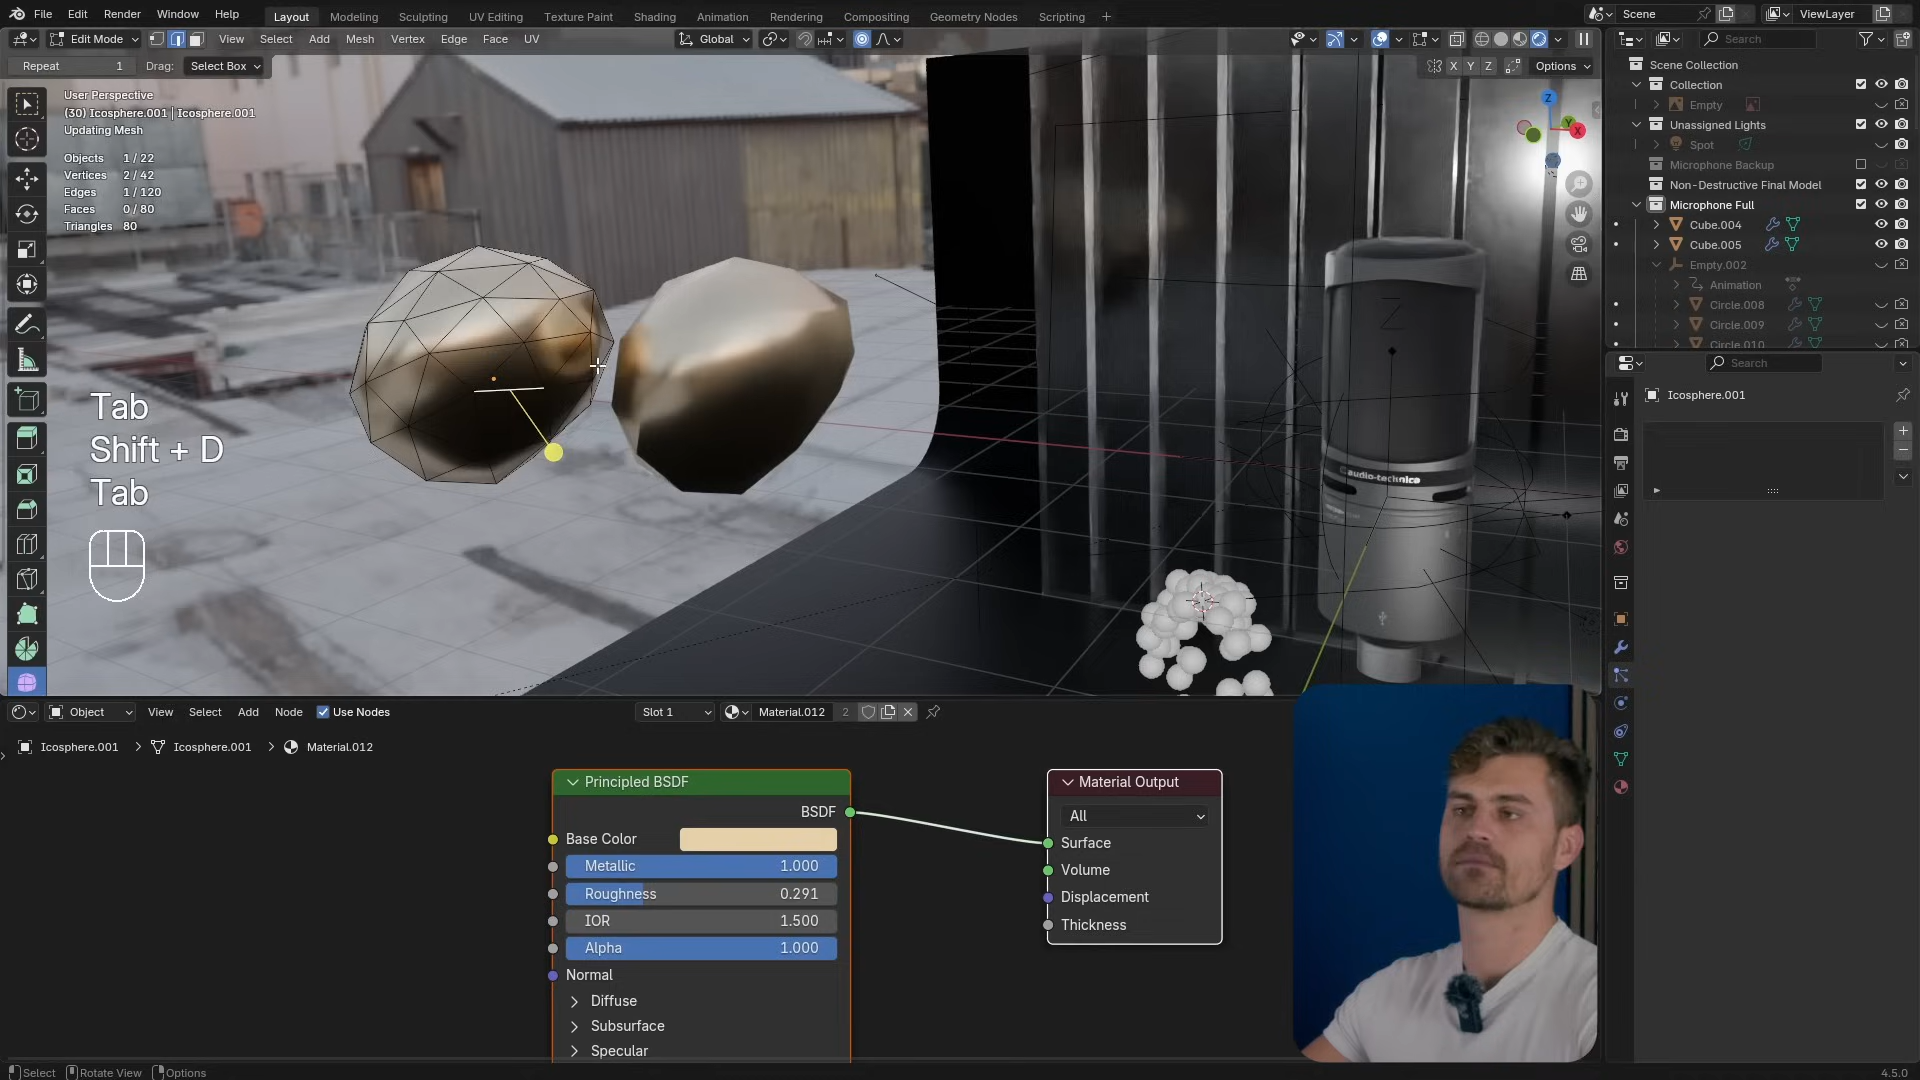 File Edit Render Window Help
Layout Modeling Sculpting UV Editing Texture Paint Shading Animation Rendering Compositing Geometry Nodes Scripting +
Scene
ViewLayer
Edit Mode
View Select Add Mesh Vertex Edge Face UV
Global
Search
Repeat 1
Drag: Select Box
X Y Z Options
Scene Collection
Collection
Empty
Unassigned Lights
Spot
Microphone Backup
Non-Destructive Final Model
Microphone Full
Cube.004
Cube.005
Empty.002
Animation
Circle.008
Circle.009
Circle.010
User Perspective
(30) Icosphere.001 | Icosphere.001
Updating Mesh
Objects 1 / 22
Vertices 2 / 42
Edges 1 / 120
Faces 0 / 80
Triangles 80
Z
Y
X
Z
audio-technica
Tab
Shift + D
Tab
Search
Icosphere.001
Object
View Select Add Node Use Nodes
Slot 1
Material.012 2
Icosphere.001 > Icosphere.001 > Material.012
Principled BSDF
BSDF
Base Color
Metallic 1.000
Roughness 0.291
IOR 1.500
Alpha 1.000
Normal
Diffuse
Subsurface
Specular
Material Output
All
Surface
Volume
Displacement
Thickness
Select Rotate View Options
4.5.0